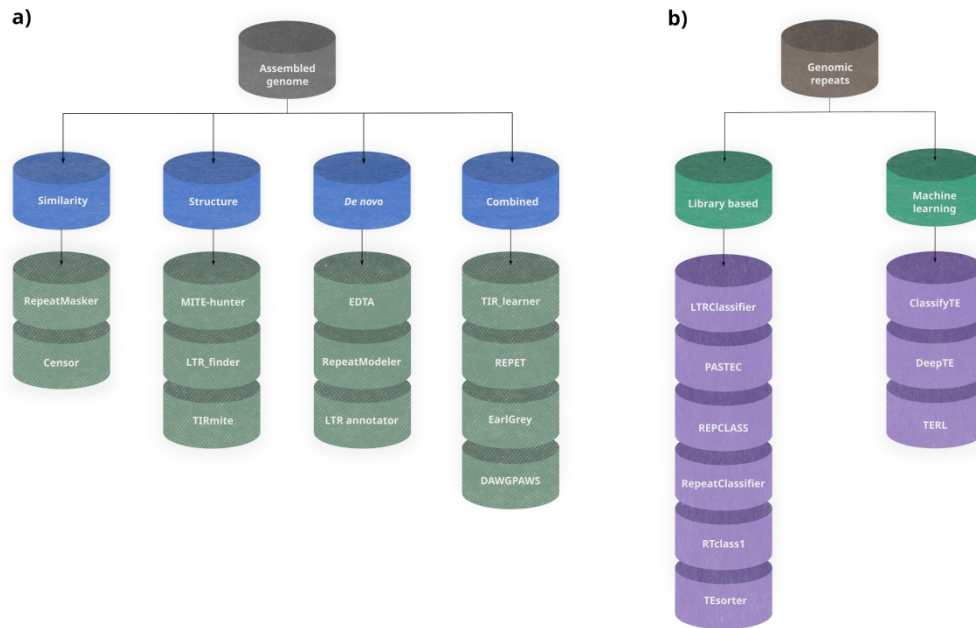 a)
Assembled
genome
Similarity
Structure
De novo
Combined
RepeatMasker
Censor
MITE-hunter
LTR_finder
TIRmite
EDTA
RepeatModeler
LTR annotator
TIR_learner
REPET
EarlGrey
DAWGPAWS
b)
Genomic
repeats
Library based
Machine
learning
LTRClassifier
PASTEC
REPCLASS
RepeatClassifier
RTclass1
TEsorter
ClassifyTE
DeepTE
TERL